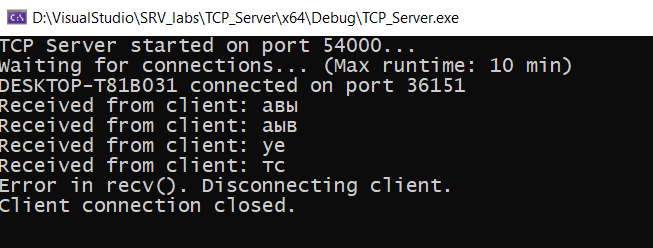 D:\VisualStudio\SRV_labs\TCP_Server\x64\Debug\TCP_Server.exe
TCP Server started on port 54000...
Waiting for connections... (Max runtime: 10 min)
DESKTOP-T81B031 connected on port 36151
Received from client: авы
Received from client: аыв
Received from client: уе
Received from client: тс
Error in recv(). Disconnecting client.
Client connection closed.